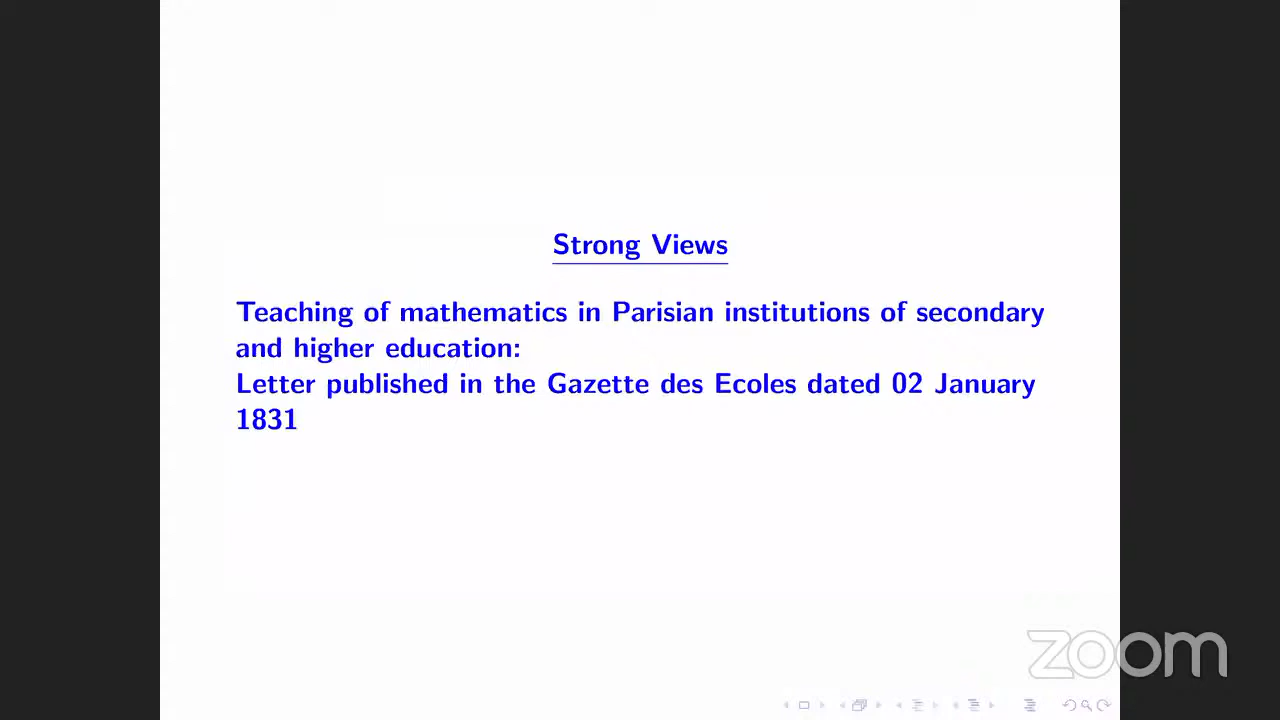 Strong Views
Teaching of mathematics in Parisian institutions of secondary
and higher education:
Letter published in the Gazette des Ecoles dated 02 January
1831
zoom